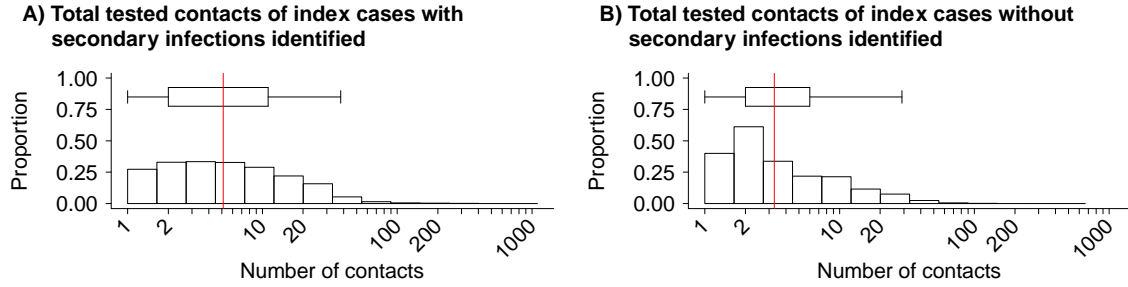 A) Total tested contacts of index cases with
secondary infections identified
1.00
0.75
0.50
0.25
0.00
Proportion
1 2 10 20 100 200 1000
Number of contacts
B) Total tested contacts of index cases without
secondary infections identified
1.00
0.75
0.50
0.25
0.00
Proportion
1 2 10 20 100 200 1000
Number of contacts